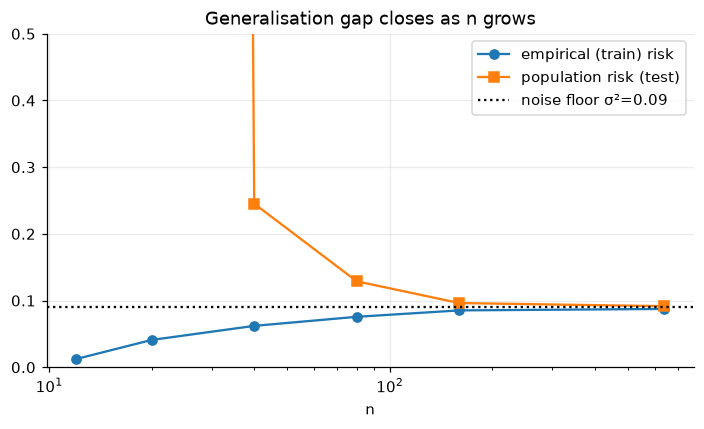 Generalisation gap closes as n grows
empirical (train) risk
population risk (test)
noise floor σ²=0.09
0.5
0.4
0.3
0.2
0.1
0.0
10¹
10²
n